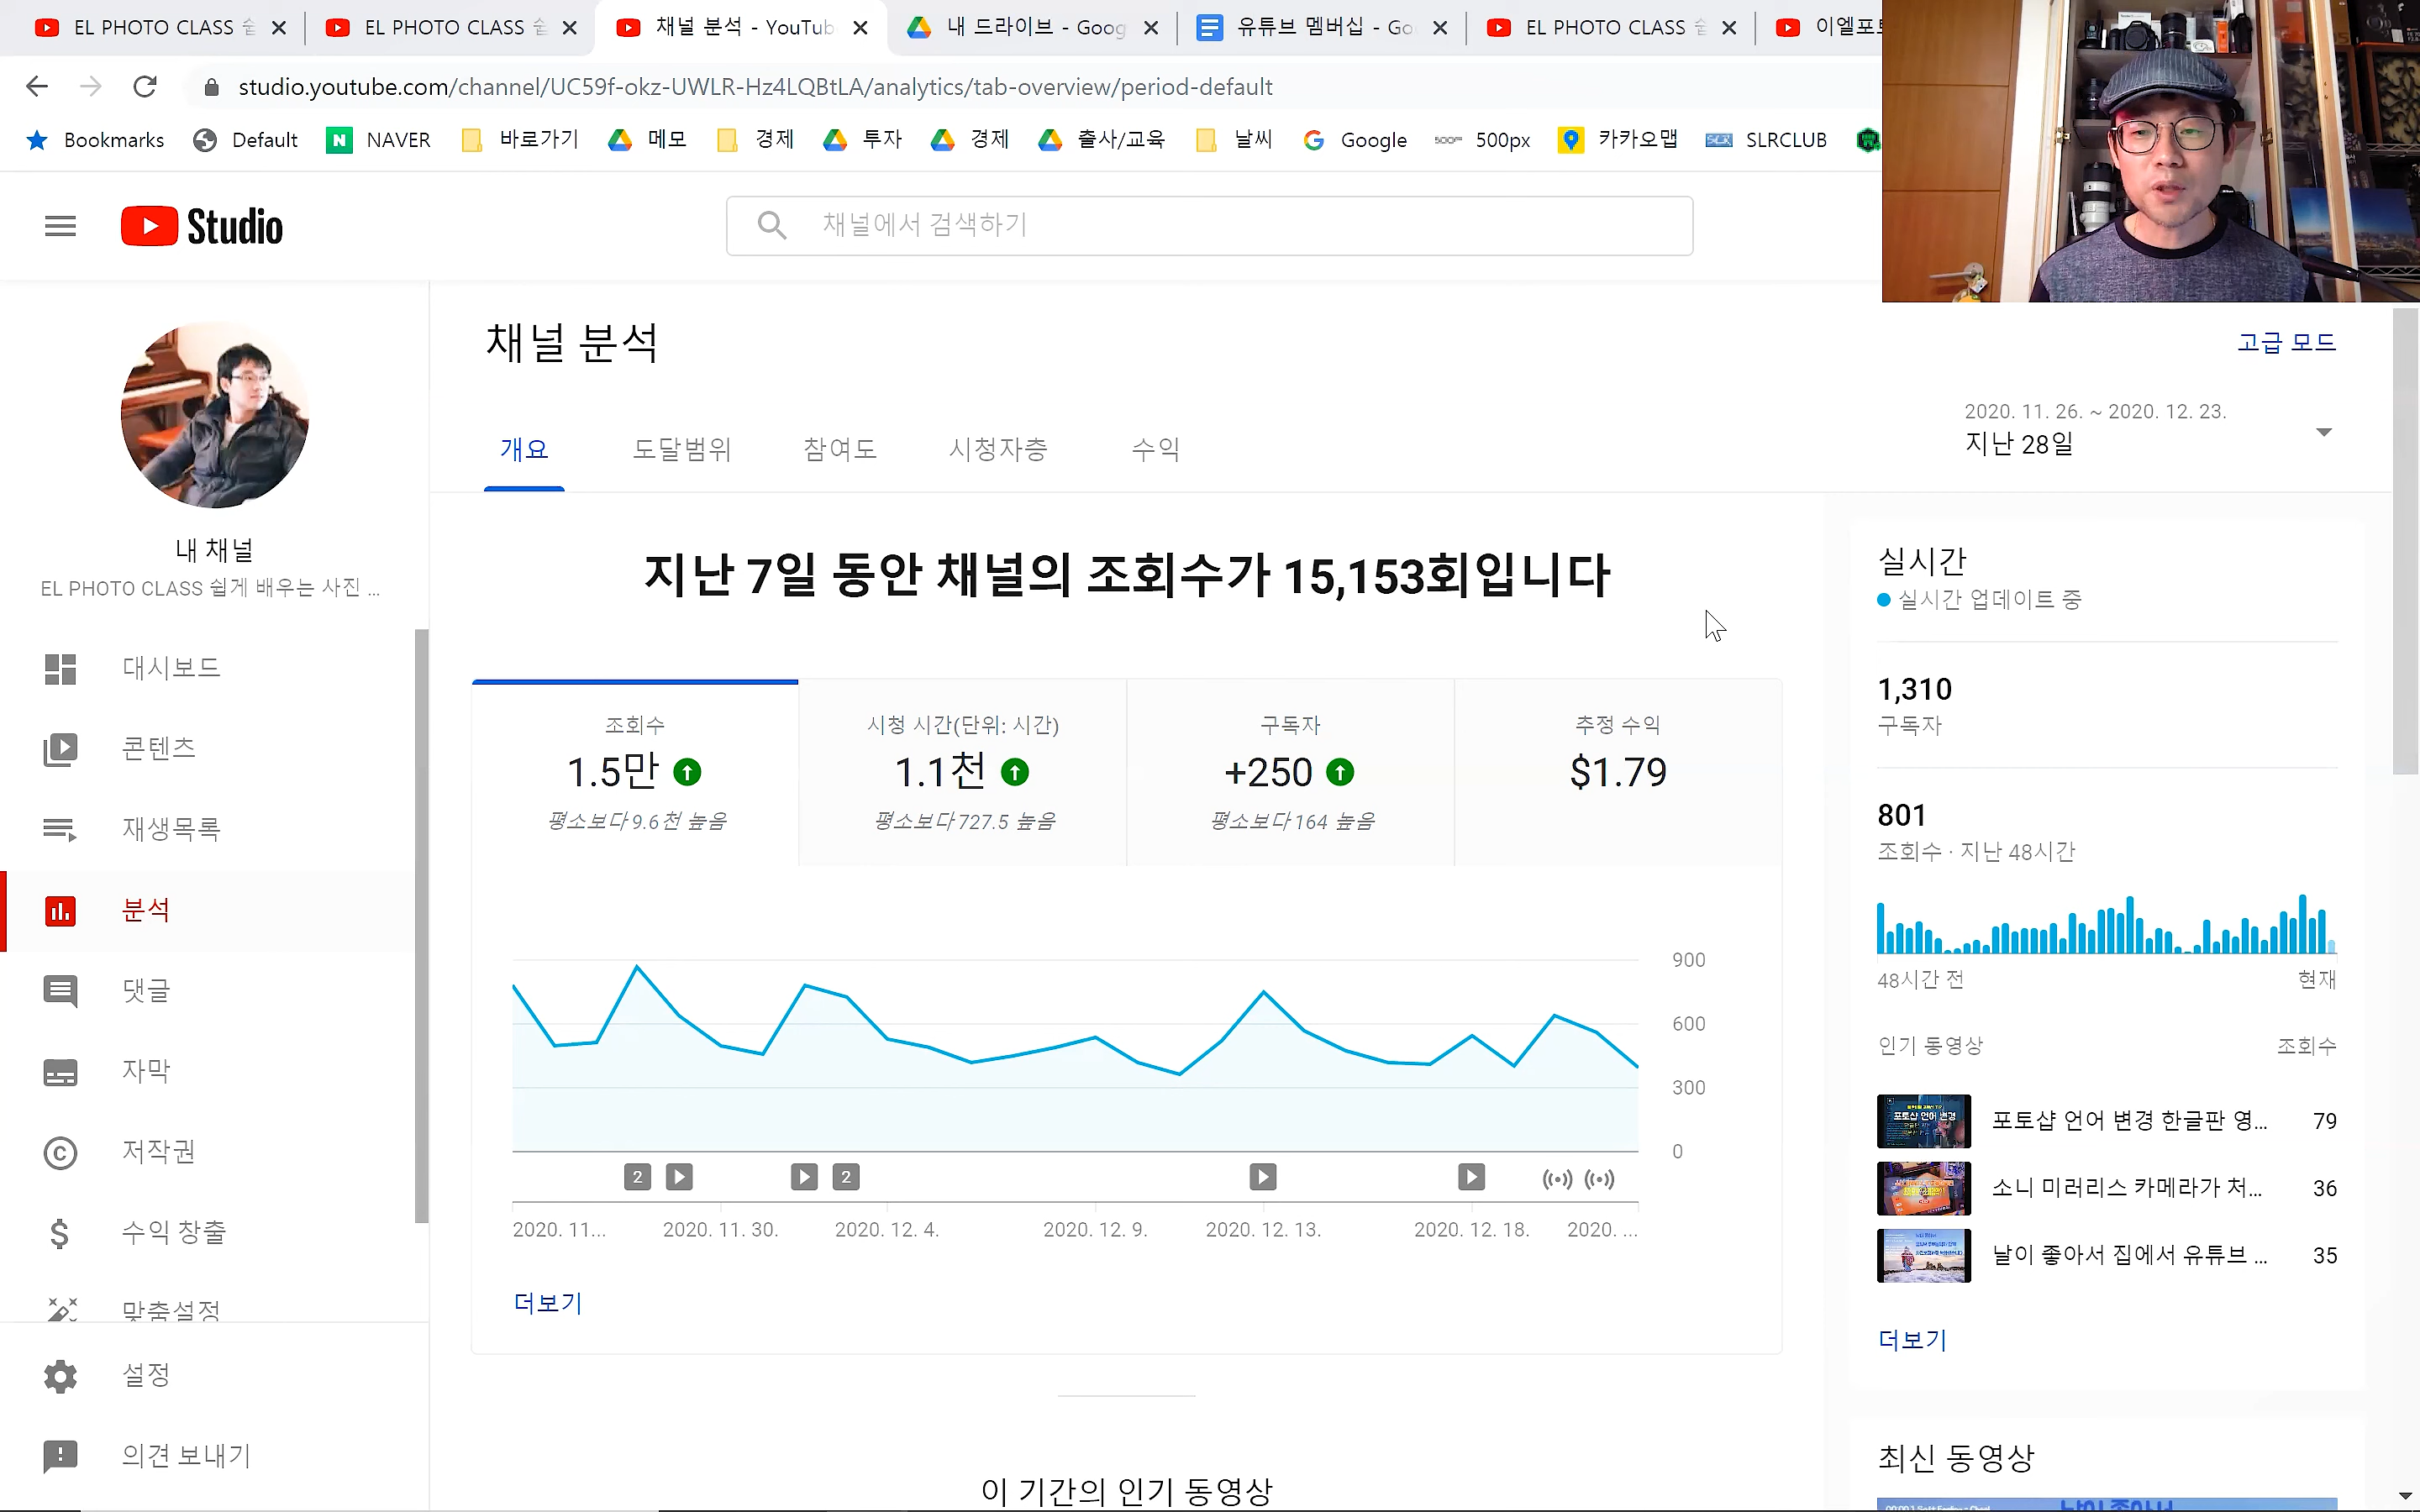 EL PHOTO CLASS 쉽
EL PHOTO CLASS 쉽
채널 분석 - YouTub
내 드라이브 - Goog
유튜브 멤버십 - Go
EL PHOTO CLASS 쉽
이엘포토
studio.youtube.com/channel/UC59f-okz-UWLR-Hz4LQBtLA/analytics/tab-overview/period-default
Bookmarks
Default
NAVER
바로가기
메모
경제
투자
경제
출사/교육
날씨
Google
500px
카카오맵
SLRCLUB
Studio
채널에서 검색하기
채널 분석
고급 모드
개요
도달범위
참여도
시청자층
수익
2020. 11. 26. ~ 2020. 12. 23.
지난 28일
내 채널
EL PHOTO CLASS 쉽게 배우는 사진 ...
대시보드
콘텐츠
재생목록
분석
댓글
자막
저작권
수익 창출
맞춤설정
설정
의견 보내기
지난 7일 동안 채널의 조회수가 15,153회입니다
조회수
1.5만
평소보다 9.6천 높음
시청 시간(단위: 시간)
1.1천
평소보다 727.5 높음
구독자
+250
평소보다 164 높음
추정 수익
$1.79
900
600
300
0
2
2
2020. 11...
2020. 11. 30.
2020. 12. 4.
2020. 12. 9.
2020. 12. 13.
2020. 12. 18.
2020. ...
더보기
이 기간의 인기 동영상
실시간
실시간 업데이트 중
1,310
구독자
801
조회수 · 지난 48시간
48시간 전
현재
인기 동영상
조회수
포토샵 언어 변경
포토샵 언어 변경 한글판 영...
79
소니 미러리스 카메라가 처...
36
날이 좋아서 집에서 유튜브 ...
35
더보기
최신 동영상